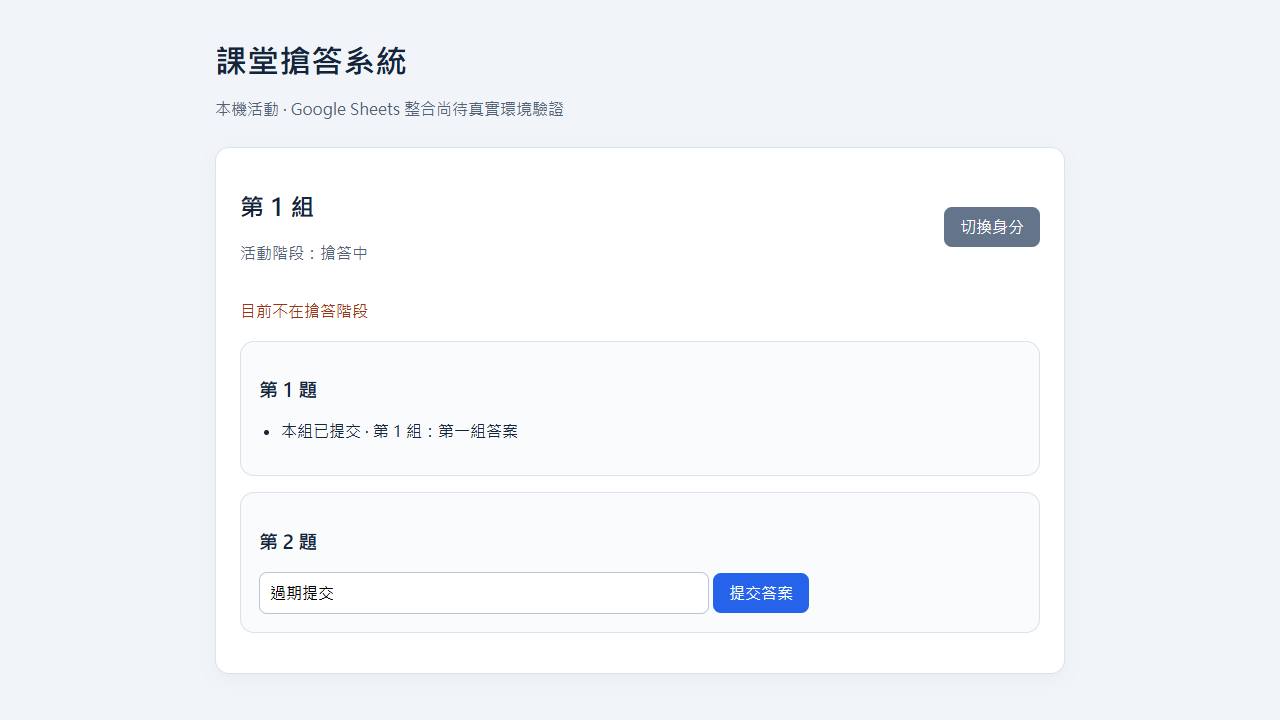 課堂搶答系統
本機活動 · Google Sheets 整合尚待真實環境驗證
第 1 組
切換身分
活動階段：搶答中
目前不在搶答階段
第 1 題
• 本組已提交 · 第 1 組：第一組答案
第 2 題
過期提交
提交答案